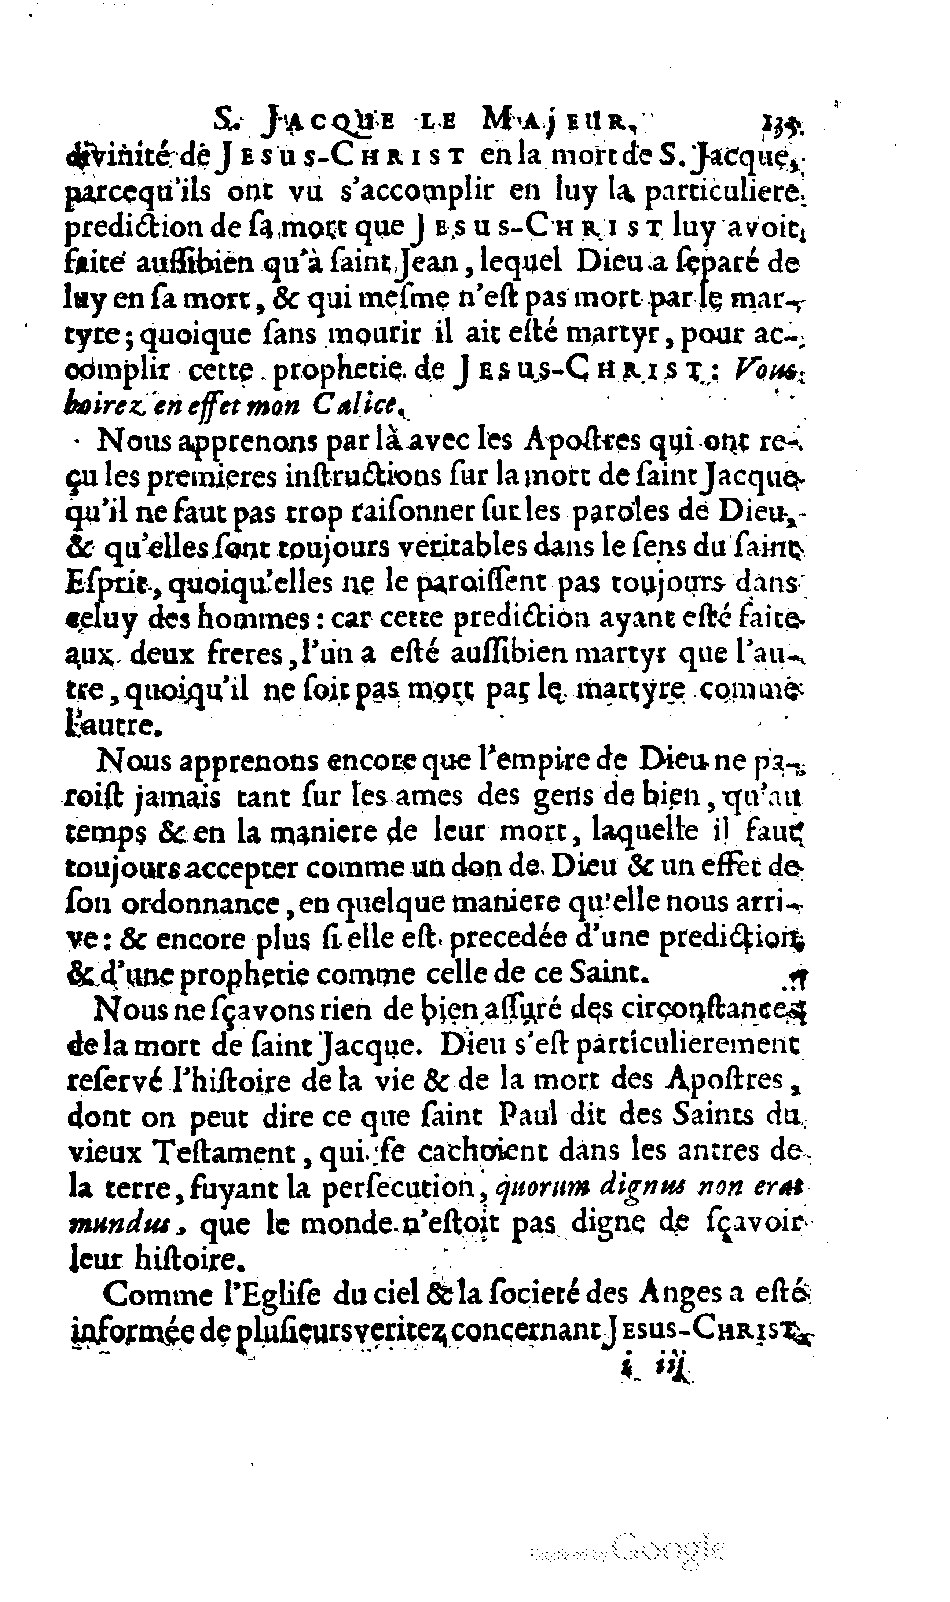 S. JACQUE LE MAJEUR, 135.
divinité de JESUS-CHRIST en la mort de S. Jacque,
parcequ'ils ont vu s'accomplir en luy la particuliere
prediction de ſa mort que JESUS-CHRIST luy avoit
faite auſſibien qu'à ſaint Jean, lequel Dieu a ſeparé de
luy en ſa mort, & qui meſme n'eſt pas mort par le mar-
tyre; quoique ſans mourir il ait eſté martyr, pour ac-
complir cette prophetie de JESUS-CHRIST: Vous
boirez en effet mon Calice.
Nous apprenons par là avec les Apoſtres qui ont re-
çu les premieres inſtructions ſur la mort de ſaint Jacque
qu'il ne faut pas trop raiſonner ſur les paroles de Dieu,
& qu'elles ſont toujours veritables dans le ſens du ſaint
Eſprit, quoiqu'elles ne le paroiſſent pas toujours dans
celuy des hommes: car cette prediction ayant eſté faite
aux deux freres, l'un a eſté auſſibien martyr que l'au-
tre, quoiqu'il ne ſoit pas mort par le martyre comme
l'autre.
Nous apprenons encore que l'empire de Dieu ne pa-
roiſt jamais tant ſur les ames des gens de bien, qu'au
temps & en la maniere de leur mort, laquelle il faut
toujours accepter comme un don de Dieu & un effet de
ſon ordonnance, en quelque maniere qu'elle nous arri-
ve: & encore plus ſi elle eſt precedée d'une prediction
& d'une prophetie comme celle de ce Saint.
Nous ne ſçavons rien de bien aſſuré des circonſtances
de la mort de ſaint Jacque. Dieu s'eſt particulierement
reſervé l'hiſtoire de la vie & de la mort des Apoſtres,
dont on peut dire ce que ſaint Paul dit des Saints du
vieux Teſtament, qui ſe cachoient dans les antres de
la terre, fuyant la perſecution, quorum dignus non erat
mundus, que le monde n'eſtoit pas digne de ſçavoir
leur hiſtoire.
Comme l'Egliſe du ciel & la ſocieté des Anges a eſté
informée de pluſieurs veritez concernant JESUS-CHRIST,
i iij
Google